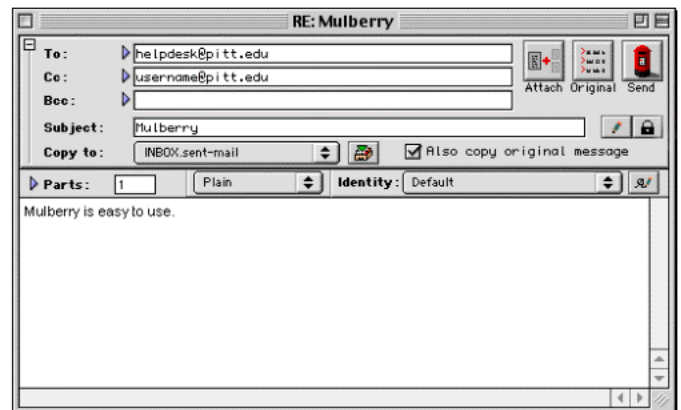 RE: Mulberry
To: helpdesk@pitt.edu
Cc: username@pitt.edu
Bcc:
Attach Original Send
Subject: Mulberry
Copy to: INBOX.sent-mail Also copy original message
Parts: 1 Plain Identity: Default
Mulberry is easy to use.